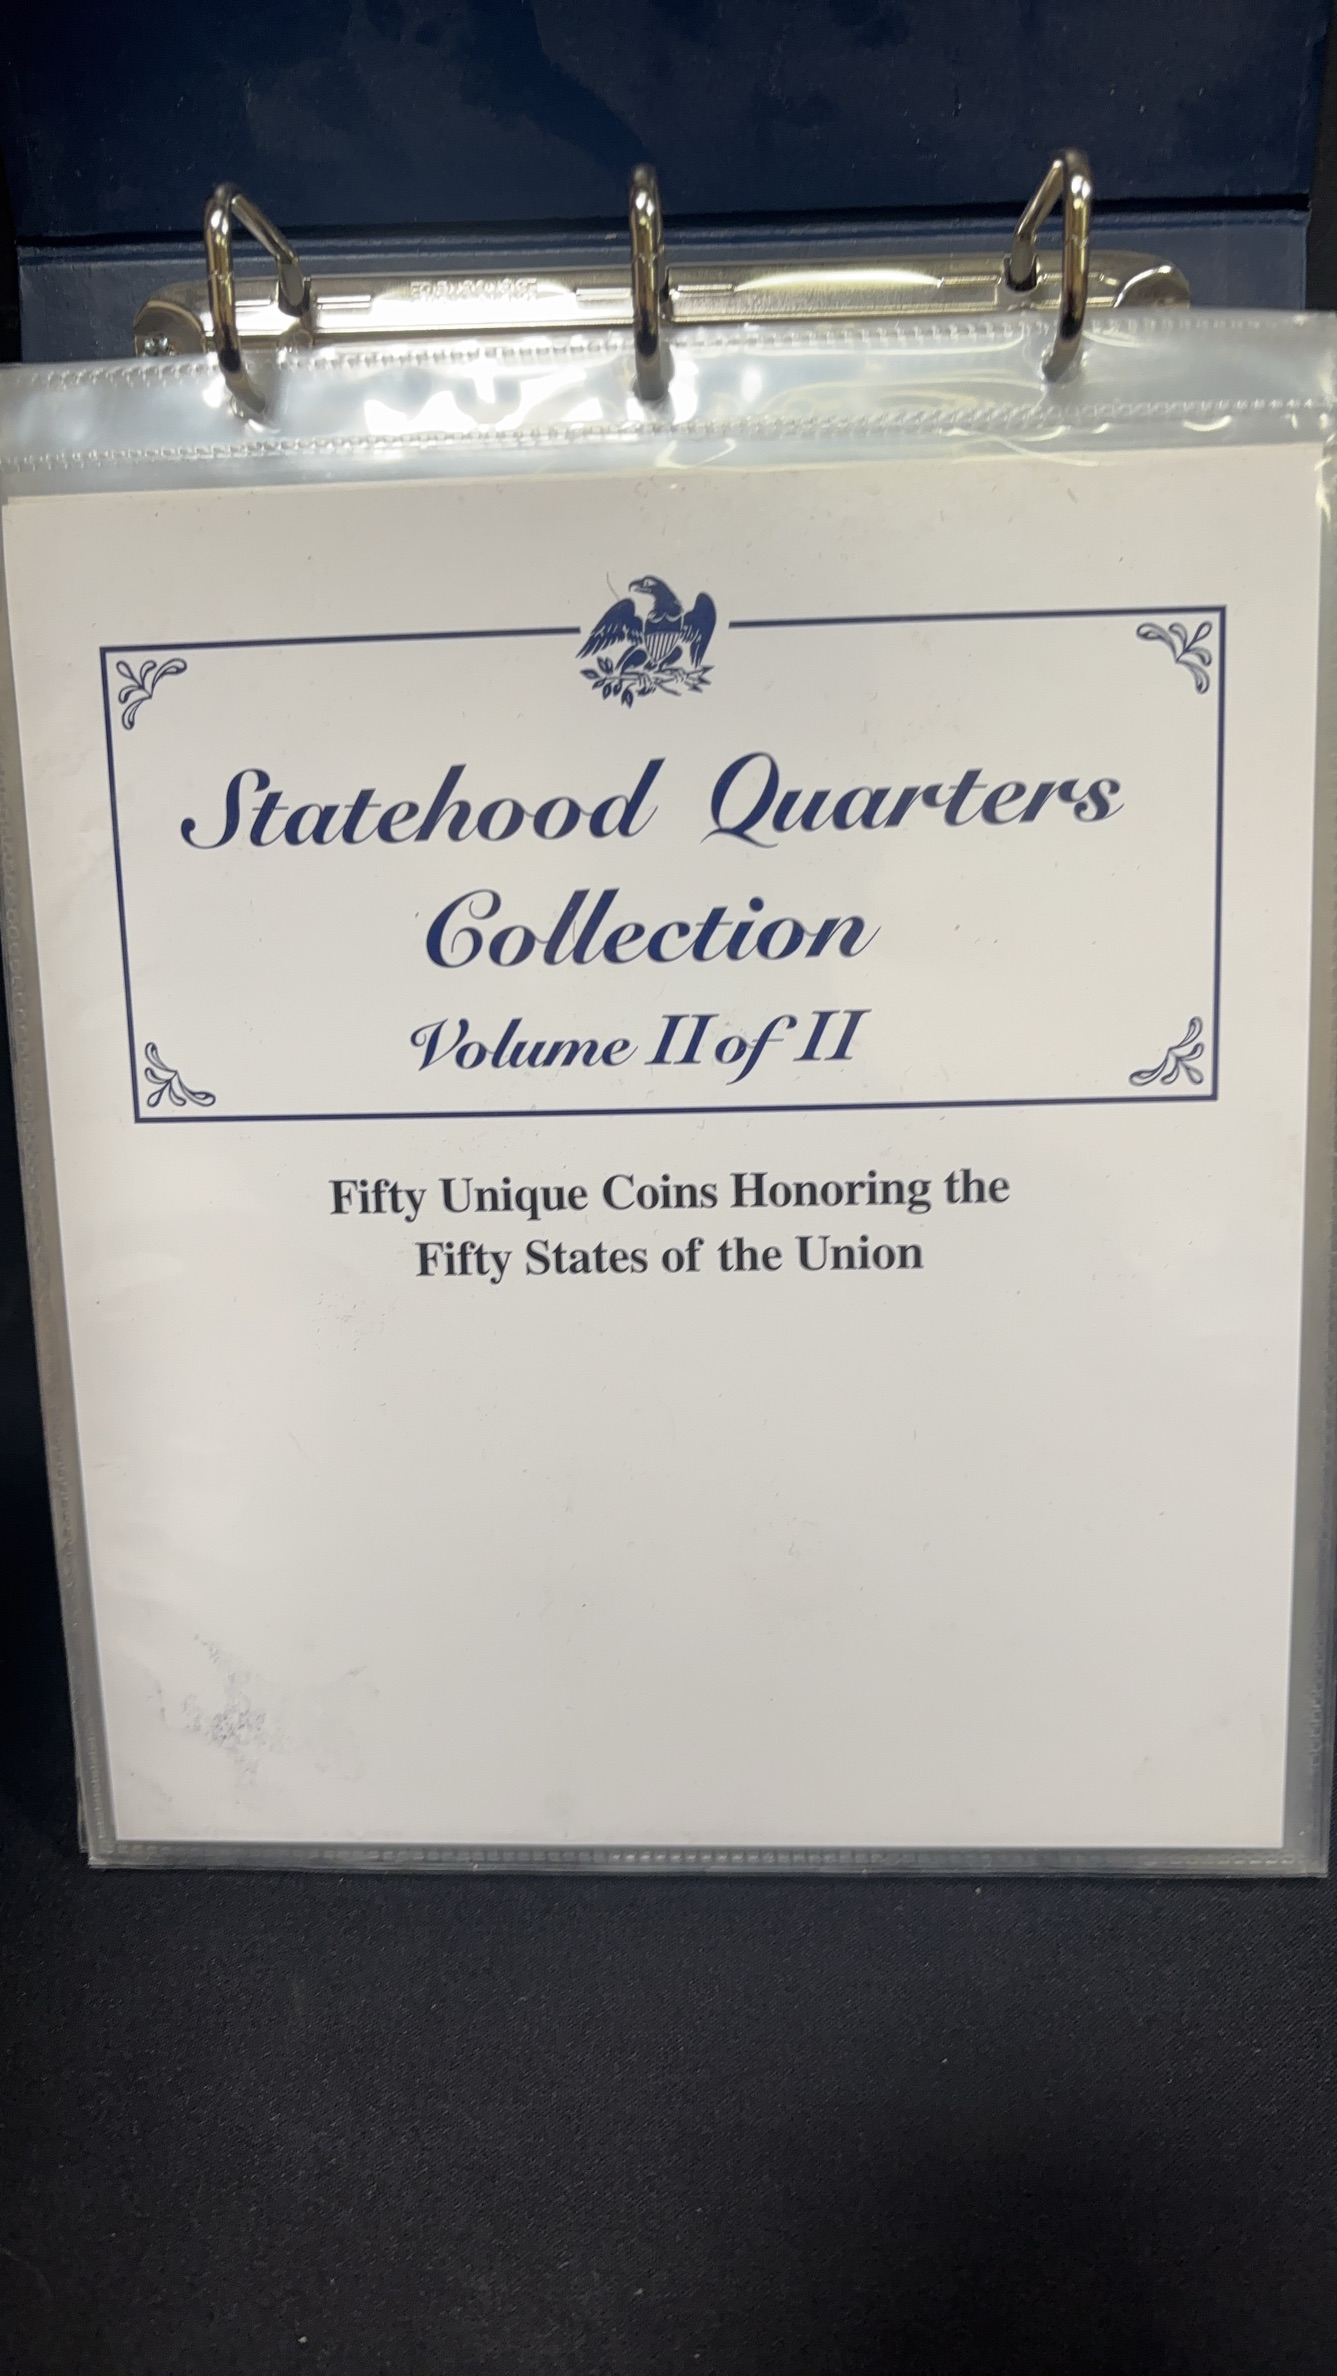 Statehood Quarters
Collection
Volume II of II
Fifty Unique Coins Honoring the
Fifty States of the Union